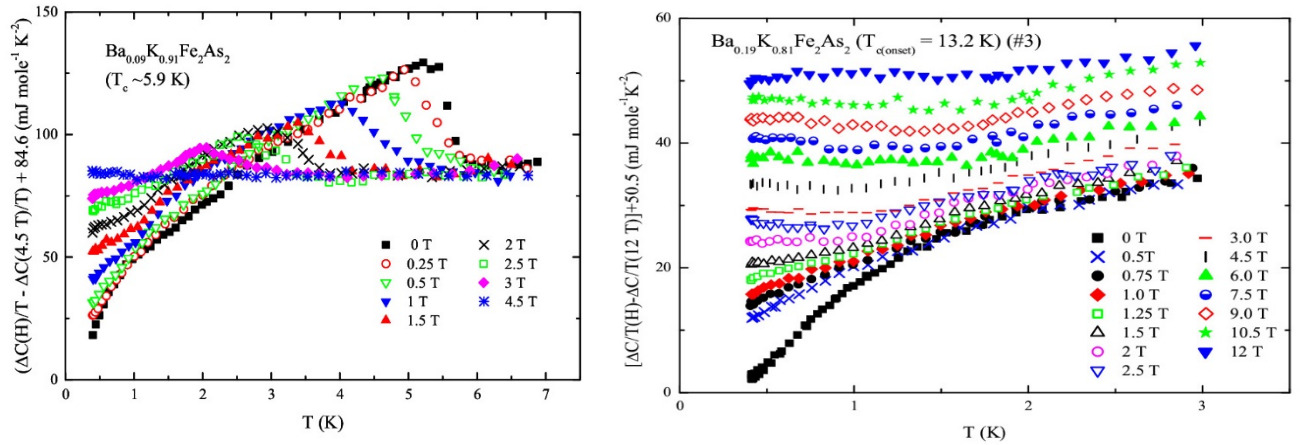 (ΔC(H)/T - ΔC(4.5 T)/T) + 84.6 (mJ mole⁻¹ K⁻²)
150
100
50
0
Ba₀.₀₉K₀.₉₁Fe₂As₂
(T_c ~5.9 K)
0 T
0.25 T
0.5 T
1 T
1.5 T
2 T
2.5 T
3 T
4.5 T
0 1 2 3 4 5 6 7
T (K)
[ΔC/T(H)-ΔC/T(12 T)]+50.5 (mJ mole⁻¹K⁻²)
60
40
20
0
Ba₀.₁₉K₀.₈₁Fe₂As₂ (T_c(onset) = 13.2 K) (#3)
0 T
0.5T
0.75 T
1.0 T
1.25 T
1.5 T
2 T
2.5 T
3.0 T
4.5 T
6.0 T
7.5 T
9.0 T
10.5 T
12 T
0 1 2 3
T (K)